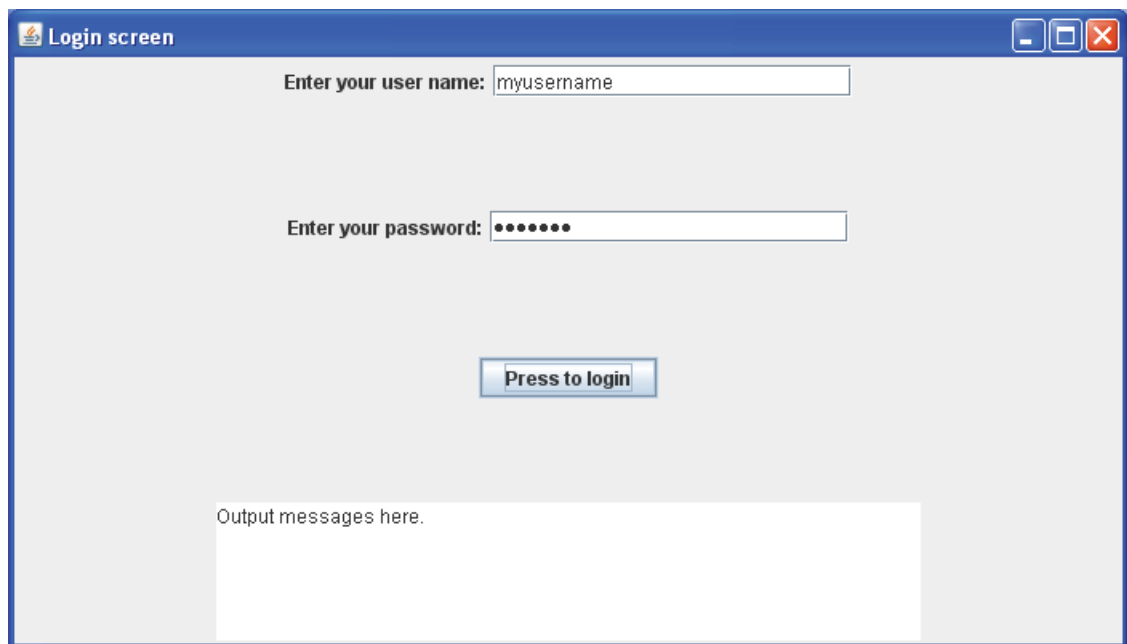 Login screen
Enter your user name: myusername
Enter your password: •••••••
Press to login
Output messages here.